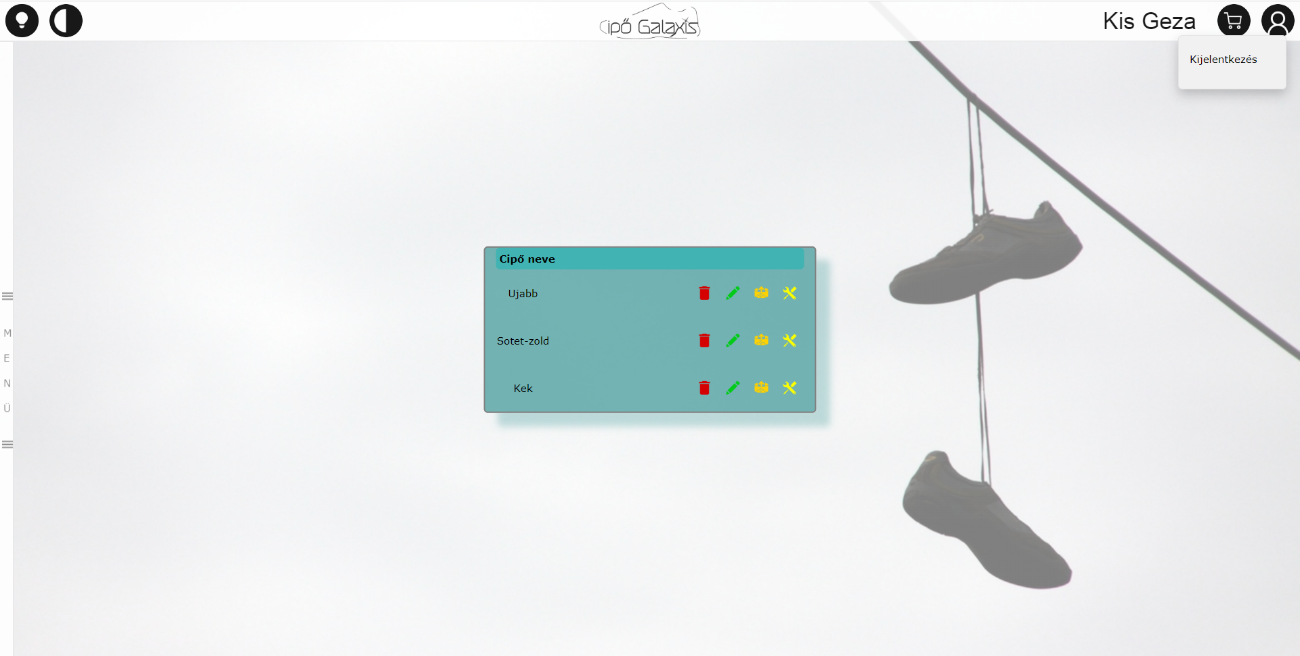 Cipő Galaxis
Kis Geza
Kijelentkezés
Cipő neve
Ujabb
Sotet-zold
Kek
M
E
N
Ü